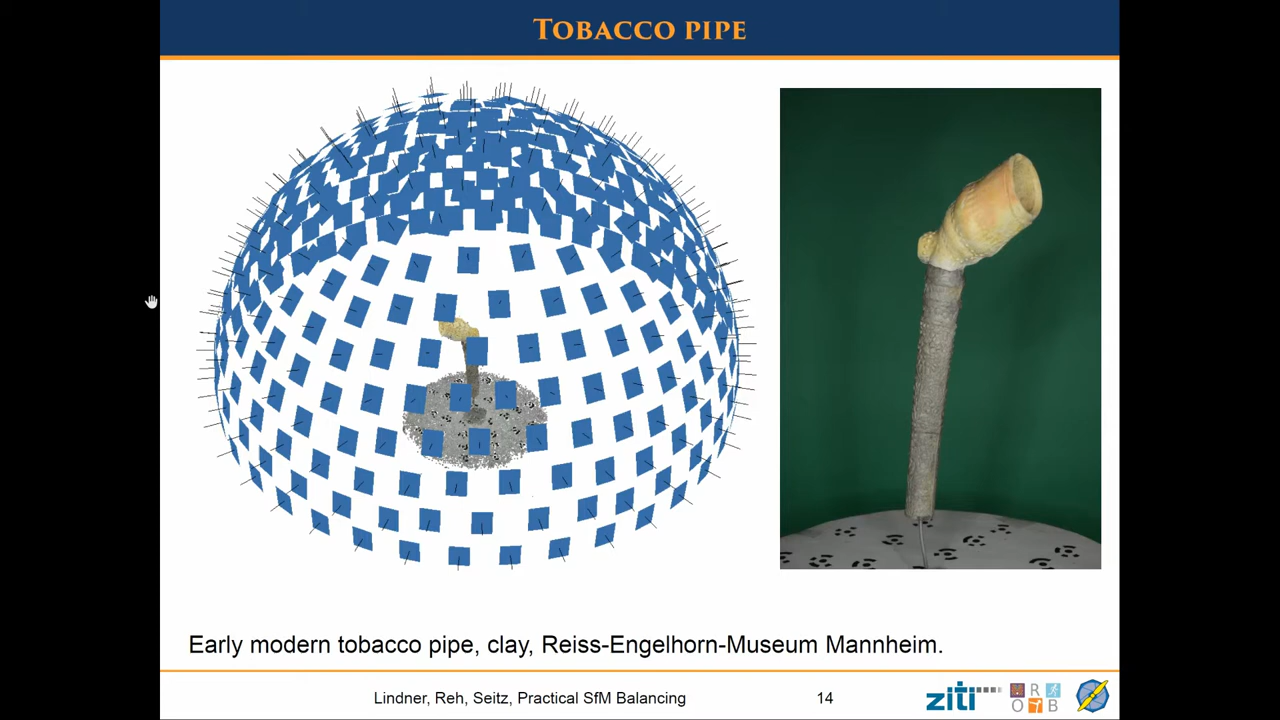 TOBACCO PIPE
Early modern tobacco pipe, clay, Reiss-Engelhorn-Museum Mannheim.
Lindner, Reh, Seitz, Practical SfM Balancing
14
ziti
R
O B